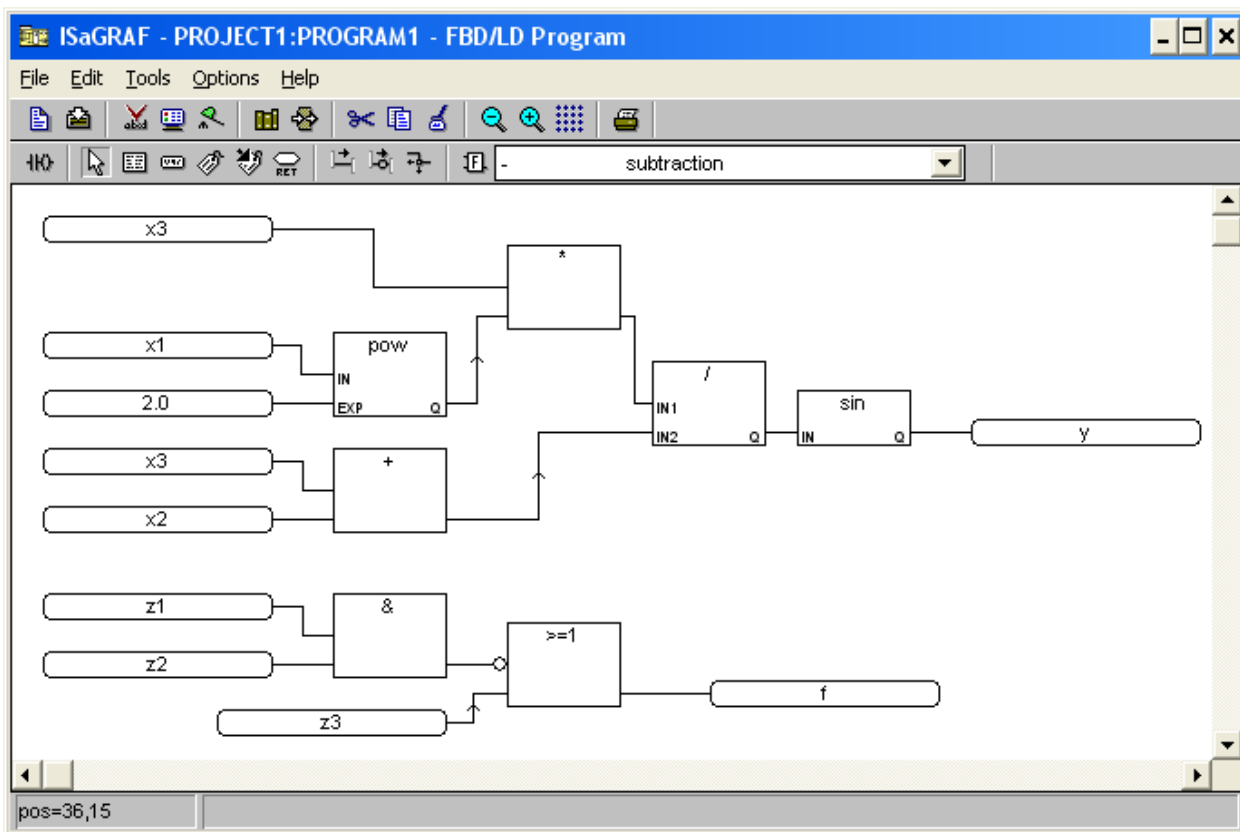 ISaGRAF - PROJECT1:PROGRAM1 - FBD/LD Program
File Edit Tools Options Help
- subtraction
x3
*
x1
pow
IN
2.0
EXP Q
/
IN1
IN2 Q
sin
IN Q
y
x3
+
x2
z1
&
z2
>=1
f
z3
pos=36,15